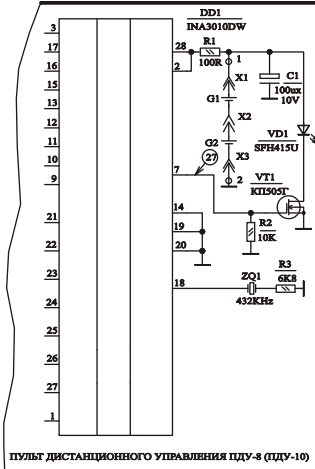 DD1
INA3010DW
3
17
16
15
13
12
11
10
9
21
22
23
24
25
26
27
1
28
2
7
14
19
20
18
R1
100R
1
X1
G1
X2
G2
X3
27
2
C1
100ux
10V
VD1
SFH415U
VT1
КП505Г
R2
10K
ZQ1
432KHz
R3
6K8
ПУЛЬТ ДИСТАНЦИОННОГО УПРАВЛЕНИЯ ПДУ-8 (ПДУ-10)